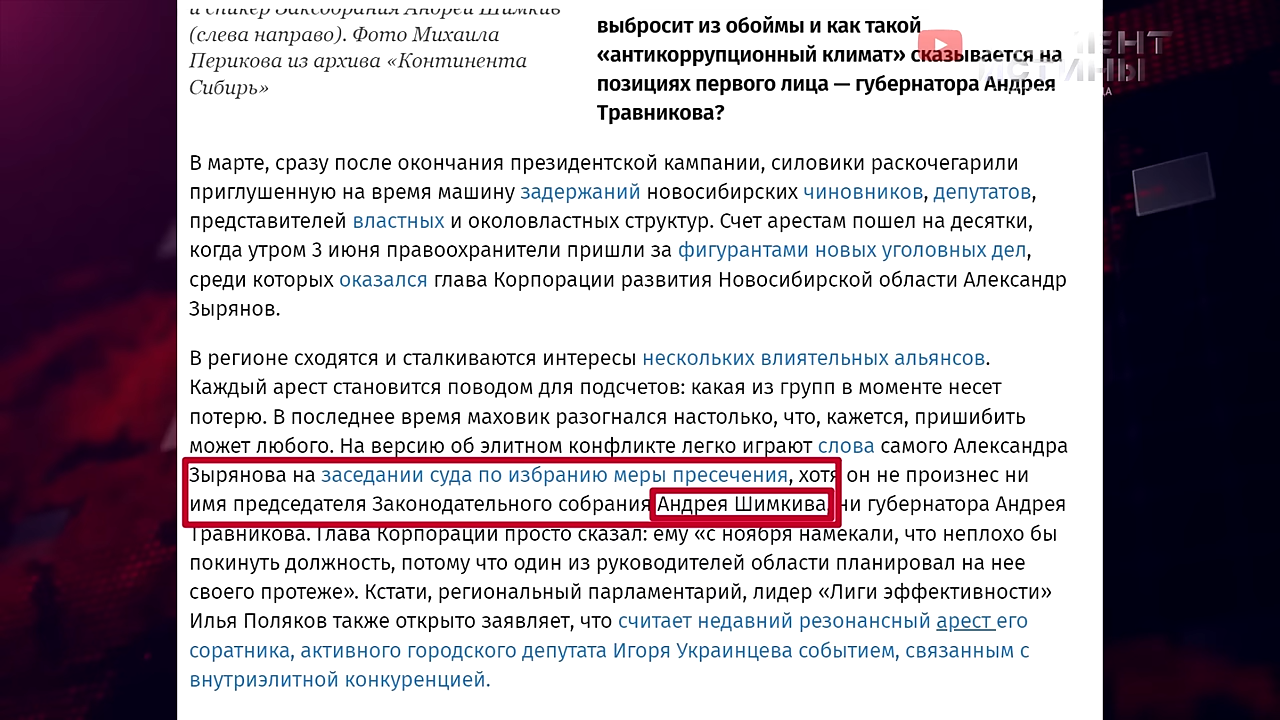 и спикер Заксобрания Андрей Шимкив
(слева направо). Фото Михаила
Перикова из архива «Континента
Сибирь»
выбросит из обоймы и как такой
«антикоррупционный климат» сказывается на
позициях первого лица — губернатора Андрея
Травникова?
В марте, сразу после окончания президентской кампании, силовики раскочегарили
приглушенную на время машину задержаний новосибирских чиновников, депутатов,
представителей властных и околовластных структур. Счет арестам пошел на десятки,
когда утром 3 июня правоохранители пришли за фигурантами новых уголовных дел,
среди которых оказался глава Корпорации развития Новосибирской области Александр
Зырянов.
В регионе сходятся и сталкиваются интересы нескольких влиятельных альянсов.
Каждый арест становится поводом для подсчетов: какая из групп в моменте несет
потерю. В последнее время маховик разогнался настолько, что, кажется, пришибить
может любого. На версию об элитном конфликте легко играют слова самого Александра
Зырянова на заседании суда по избранию меры пресечения, хотя он не произнес ни
имя председателя Законодательного собрания Андрея Шимкива, ни губернатора Андрея
Травникова. Глава Корпорации просто сказал: ему «с ноября намекали, что неплохо бы
покинуть должность, потому что один из руководителей области планировал на нее
своего протеже». Кстати, региональный парламентарий, лидер «Лиги эффективности»
Илья Поляков также открыто заявляет, что считает недавний резонансный арест его
соратника, активного городского депутата Игоря Украинцева событием, связанным с
внутриэлитной конкуренцией.